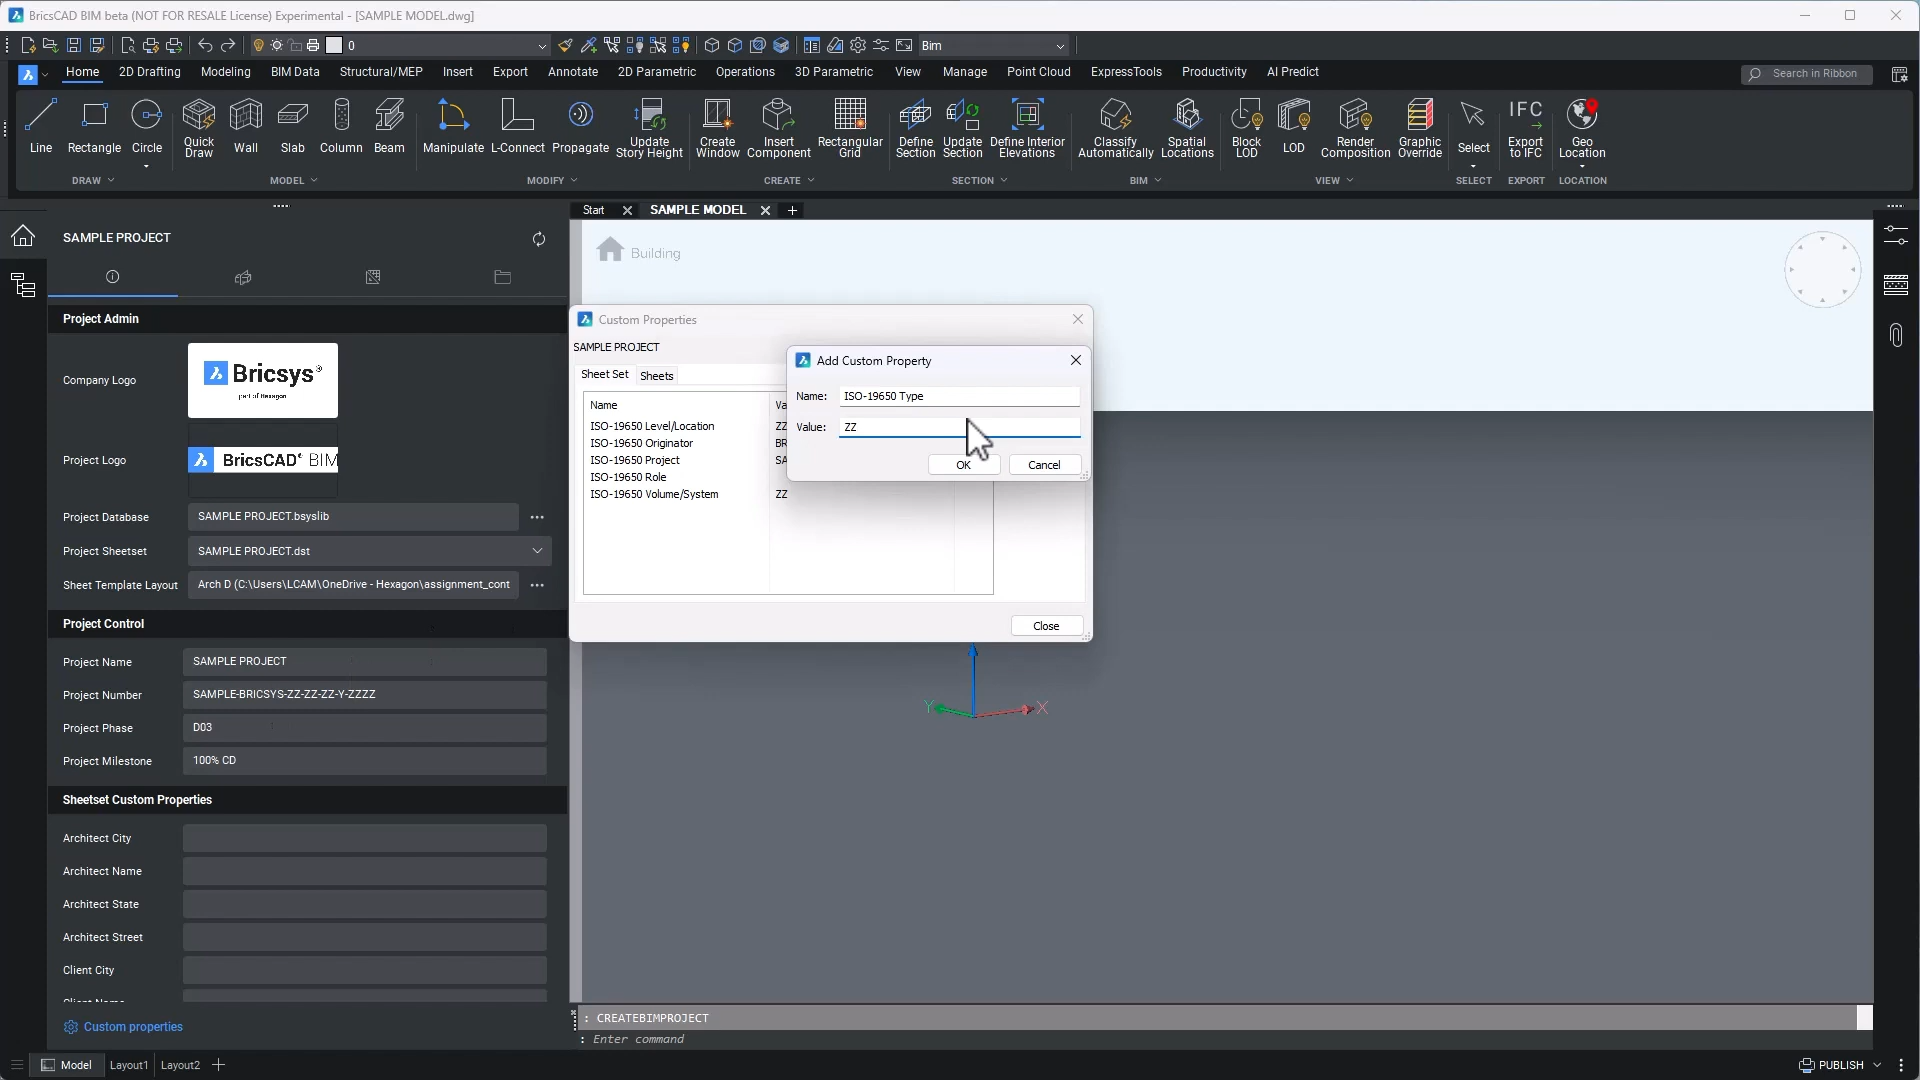 BricsCAD BIM beta (NOT FOR RESALE License) Experimental - [SAMPLE MODEL.dwg]
0
Bim
Home 2D Drafting Modeling BIM Data Structural/MEP Insert Export Annotate 2D Parametric Operations 3D Parametric View Manage Point Cloud ExpressTools Productivity AI Predict
Search in Ribbon
IFC
Line Rectangle Circle Quick Draw Wall Slab Column Beam Manipulate L-Connect Propagate Update Story Height Create Window Insert Component Rectangular Grid Define Section Update Section Define Interior Elevations Classify Automatically Spatial Locations Block LOD LOD Render Composition Graphic Override Select Export to IFC Geo Location
DRAW MODEL MODIFY CREATE SECTION BIM VIEW SELECT EXPORT LOCATION
Start SAMPLE MODEL
SAMPLE PROJECT
Building
Project Admin
Company Logo
Bricsys
part of Hexagon
Project Logo
BricsCAD BIM
Project Database SAMPLE PROJECT.bsyslib
Project Sheetset SAMPLE PROJECT.dst
Sheet Template Layout Arch D (C:\Users\LCAM\OneDrive - Hexagon\assignment_cont
Project Control
Project Name SAMPLE PROJECT
Project Number SAMPLE-BRICSYS-ZZ-ZZ-ZZ-Y-ZZZZ
Project Phase D03
Project Milestone 100% CD
Sheetset Custom Properties
Architect City
Architect Name
Architect State
Architect Street
Client City
Custom properties
Custom Properties
SAMPLE PROJECT
Sheet Set Sheets
Name Va
ISO-19650 Level/Location ZZ
ISO-19650 Originator BR
ISO-19650 Project SA
ISO-19650 Role
ISO-19650 Volume/System ZZ
Close
Add Custom Property
Name: ISO-19650 Type
Value: ZZ
OK Cancel
Y X
: CREATEBIMPROJECT
: Enter command
Model Layout1 Layout2
PUBLISH